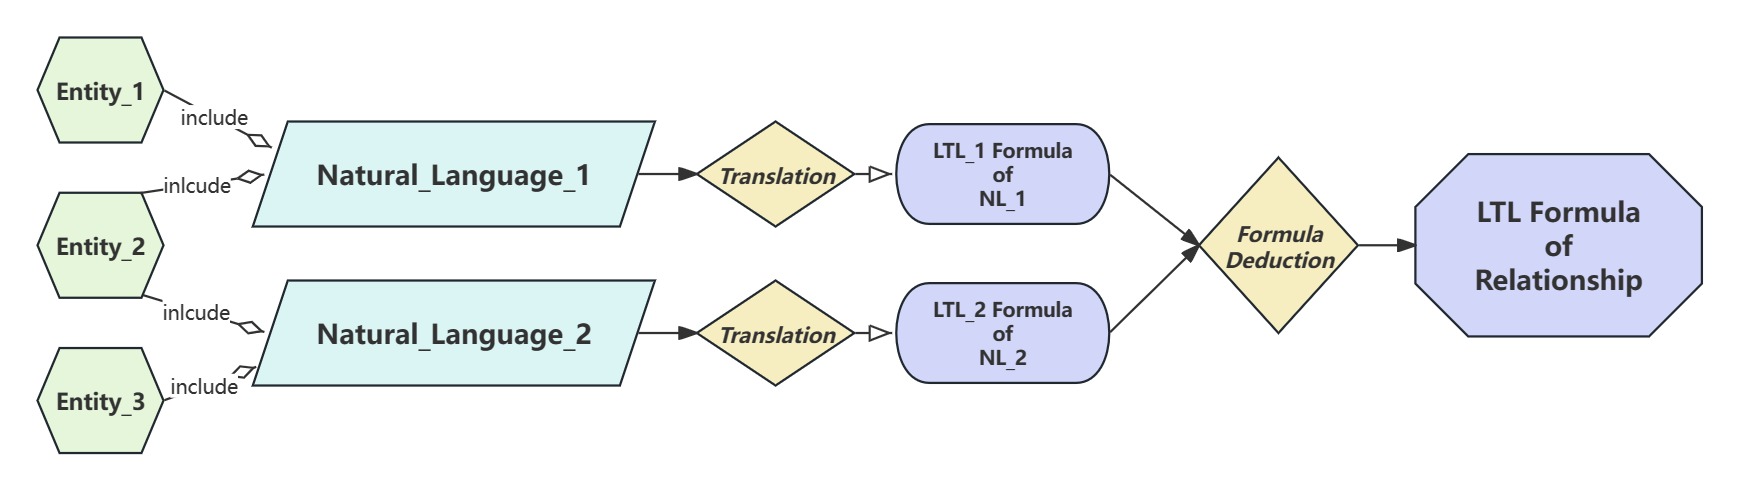 Entity_1
include
inlcude
Entity_2
inlcude
Entity_3
include
Natural_Language_1
Translation
LTL_1 Formula
of
NL_1
Natural_Language_2
Translation
LTL_2 Formula
of
NL_2
Formula
Deduction
LTL Formula
of
Relationship